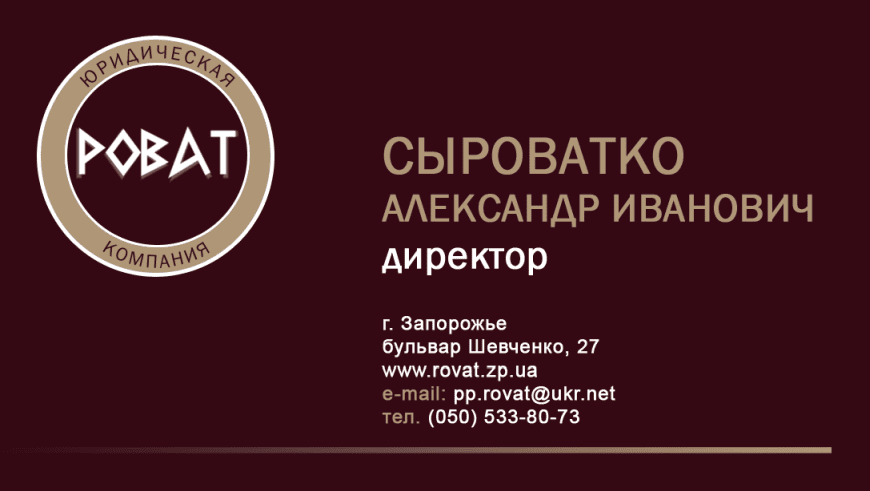 ЮРИДИЧЕСКАЯ
РОВАТ
КОМПАНИЯ
СЫРОВАТКО
АЛЕКСАНДР ИВАНОВИЧ
директор
г. Запорожье
бульвар Шевченко, 27
www.rovat.zp.ua
e-mail: pp.rovat@ukr.net
тел. (050) 533-80-73